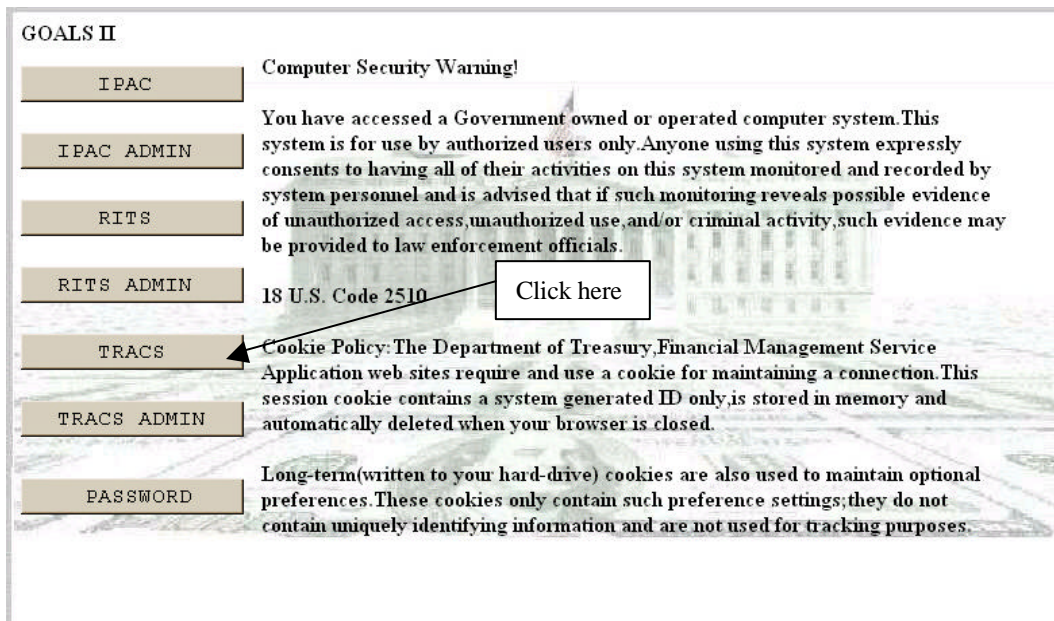 GOALS II
IPAC
IPAC ADMIN
RITS
RITS ADMIN
TRACS
TRACS ADMIN
PASSWORD
Computer Security Warning!
You have accessed a Government owned or operated computer system.This
system is for use by authorized users only.Anyone using this system expressly
consents to having all of their activities on this system monitored and recorded by
system personnel and is advised that if such monitoring reveals possible evidence
of unauthorized access,unauthorized use,and/or criminal activity,such evidence may
be provided to law enforcement officials.
18 U.S. Code 2510
Click here
Cookie Policy:The Department of Treasury,Financial Management Service
Application web sites require and use a cookie for maintaining a connection.This
session cookie contains a system generated ID only,is stored in memory and
automatically deleted when your browser is closed.
Long-term(written to your hard-drive) cookies are also used to maintain optional
preferences.These cookies only contain such preference settings;they do not
contain uniquely identifying information and are not used for tracking purposes.